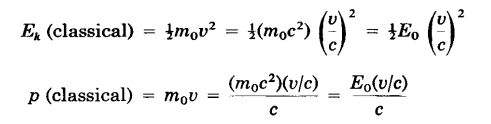 E_k (classical) = ½m₀v² = ½(m₀c²) (v/c)² = ½E₀ (v/c)²
p (classical) = m₀v = (m₀c²)(v/c)/c = E₀(v/c)/c